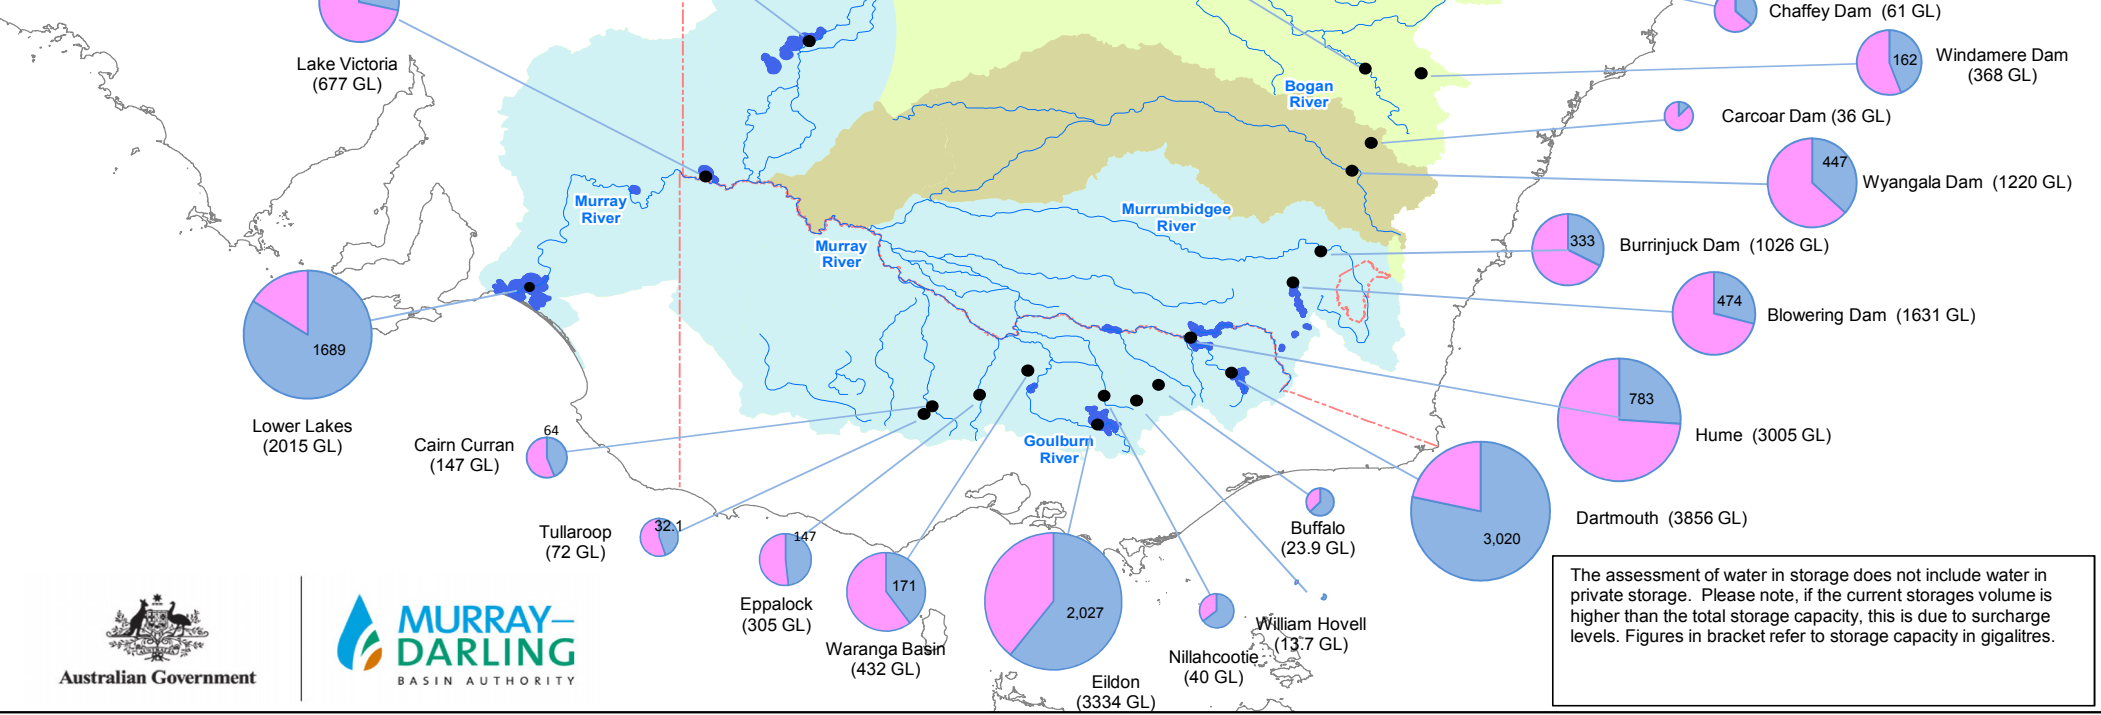 Chaffey Dam (61 GL)
162
Windamere Dam
(368 GL)
Lake Victoria
(677 GL)
Bogan
River
Carcoar Dam (36 GL)
447
Wyangala Dam (1220 GL)
Murray
River
Murrumbidgee
River
Murray
River
333
Burrinjuck Dam (1026 GL)
474
Blowering Dam (1631 GL)
1689
Lower Lakes
(2015 GL)
783
Hume (3005 GL)
64
Cairn Curran
(147 GL)
Goulburn
River
3,020
Dartmouth (3856 GL)
Tullaroop
(72 GL)
32.1
147
Eppalock
(305 GL)
171
Waranga Basin
(432 GL)
2,027
Eildon
(3334 GL)
Nillahcootie
(40 GL)
William Hovell
(13.7 GL)
Buffalo
(23.9 GL)
The assessment of water in storage does not include water in
private storage. Please note, if the current storages volume is
higher than the total storage capacity, this is due to surcharge
levels. Figures in bracket refer to storage capacity in gigalitres.
Australian Government
MURRAY–
DARLING
BASIN AUTHORITY